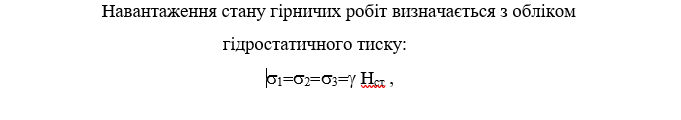 Навантаження стану гірничих робіт визначається з обліком
гідростатичного тиску:
σ1=σ2=σ3=γ Hст ,